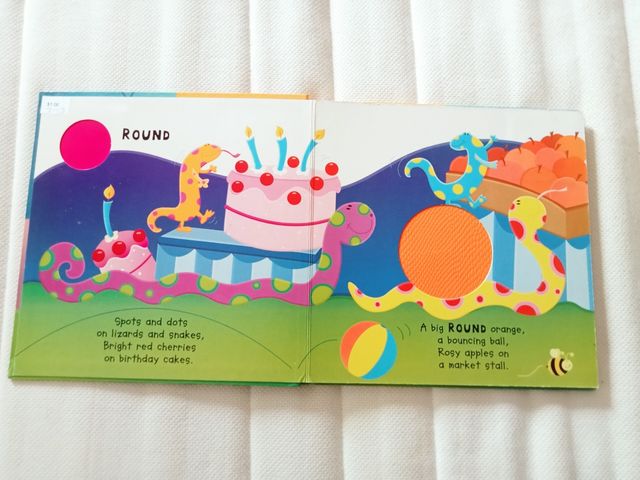 ROUND
Spots and dots
on lizards and snakes,
Bright red cherries
on birthday cakes.
A big ROUND orange,
a bouncing ball,
Rosy apples on
a market stall.